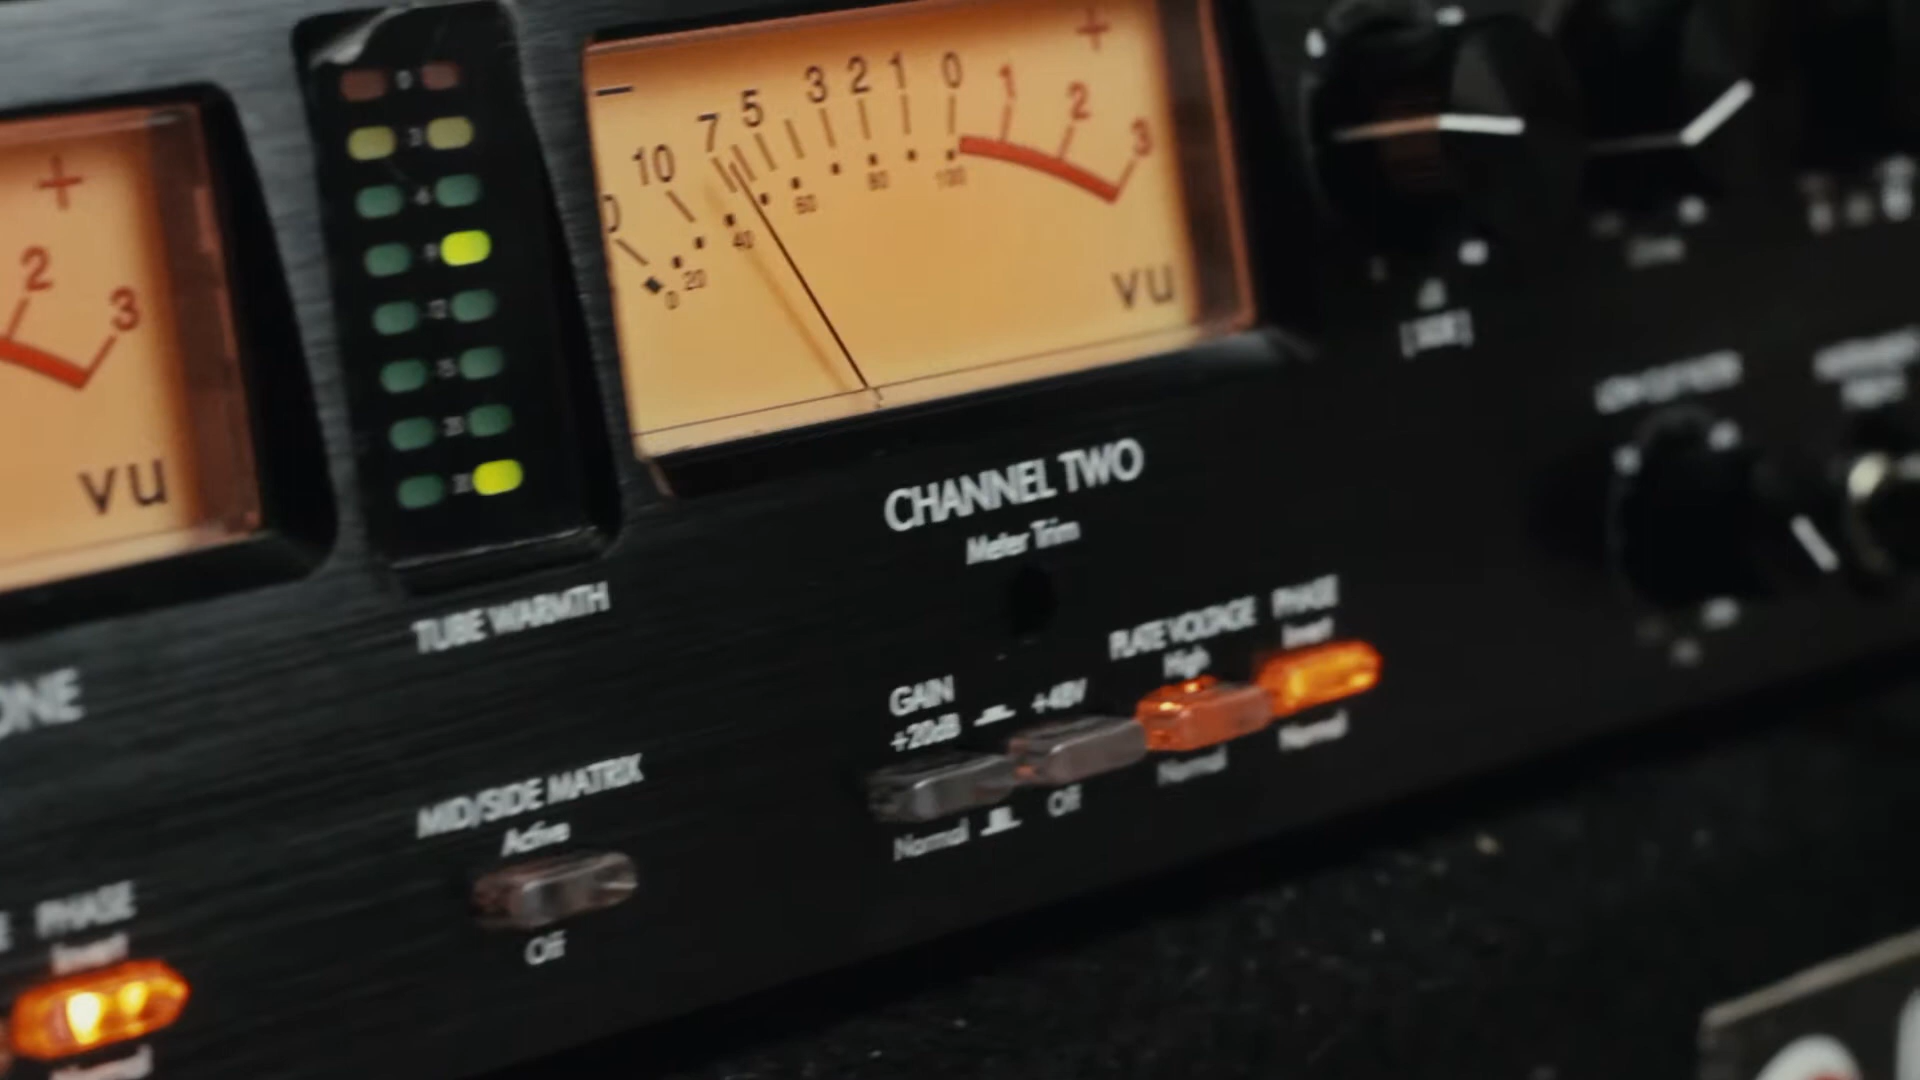 - 10 7 5 3 2 1 0 1 2 3 +
0 20 40 60 80 100
VU
+
2
3
VU
CHANNEL TWO
Meter Trim
TUBE WARMTH
ONE
GAIN
+20dB
+48V
PLATE VOLTAGE
High
PHASE
Invert
Normal
Off
Normal
Normal
MID/SIDE MATRIX
Active
Off
PHASE
Invert
Normal